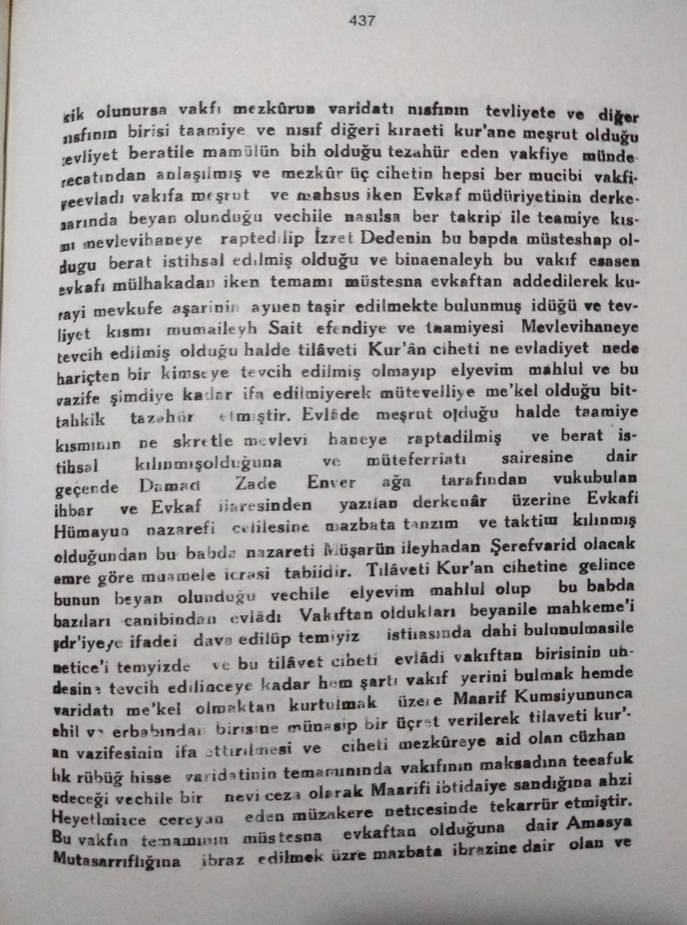 437
kik olunursa vakfı mezkûrun varidatı nısfının tevliyete ve diğer
nısfının birisi taamiye ve nısıf diğeri kıraeti kur'ane meşrut olduğu
tevliyet beratile mamülün bih olduğu tezahür eden vakfiye münde-
recatından anlaşılmış ve mezkûr üç cihetin hepsi ber mucibi vakfi-
yeevladı vakıfa meşrut ve mahsus iken Evkaf müdüriyetinin derke-
narında beyan olunduğu vechile nasılsa ber takrip ile teamiye kıs-
mı mevlevihaneye raptedilip İzzet Dedenin bu bapda müsteshap ol-
dugu berat istihsal edilmiş olduğu ve binaenaleyh bu vakıf esasen
evkafı mülhakadan iken temamı müstesna evkaftan addedilerek ku-
rayi mevkufe aşarinin aynen taşir edilmekte bulunmuş idüğü ve tev-
liyet kısmı mumaileyh Sait efendiye ve taamiyesi Mevlevihaneye
tevcih edilmiş olduğu halde tilâveti Kur'ân ciheti ne evladiyet nede
hariçten bir kimseye tevcih edilmiş olmayıp elyevim mahlul ve bu
vazife şimdiye kadar ifa edilmiyerek mütevelliye me'kel olduğu bit-
tahkik tazahür etmiştir. Evlâde meşrut olduğu halde taamiye
kısmının ne skretle mevlevi haneye raptadilmiş ve berat is-
tihsal kılınmışolduğuna ve müteferriatı sairesine dair
geçende Damad Zade Enver ağa tarafından vukubulan
ihbar ve Evkaf idaresinden yazılan derkenâr üzerine Evkafi
Hümayun nazarefi celilesine mazbata tanzım ve taktim kılınmış
olduğundan bu babda nazareti Müşarün ileyhadan Şerefvarid olacak
emre göre muamele icrasi tabiidir. Tilâveti Kur'an cihetine gelince
bunun beyan olunduğu vechile elyevim mahlul olup bu babda
bazıları canibindan evlâdı Vakıftan oldukları beyanile mahkeme'i
şdr'iyeye ifadei dava edilüp temiyiz istiiasında dahi bulunulmasile
netice'i temyizde ve bu tilâvet ciheti evlâdi vakıftan birisinin uh-
desine tevcih edilinceye kadar hem şartı vakıf yerini bulmak hemde
varidatı me'kel olmaktan kurtulmak üzere Maarif Kumsiyununca
ehil ve erbabından birisine münasip bir üçret verilerek tilaveti kur'-
an vazifesinin ifa ettirilmesi ve ciheti mezkûreye aid olan cüzhan
lık rübüğ hisse varidatinin temamınında vakıfının maksadına teeafuk
edeceği vechile bir nevi ceza olarak Maarifi ibtidaiye sandığına ahzi
Heyetlmizce cereyan eden müzakere neticesinde tekarrür etmiştir.
Bu vakfın temamının müstesna evkaftan olduğuna dair Amasya
Mutasarrıflığına ibraz edilmek üzre mazbata ibrazine dair olan ve